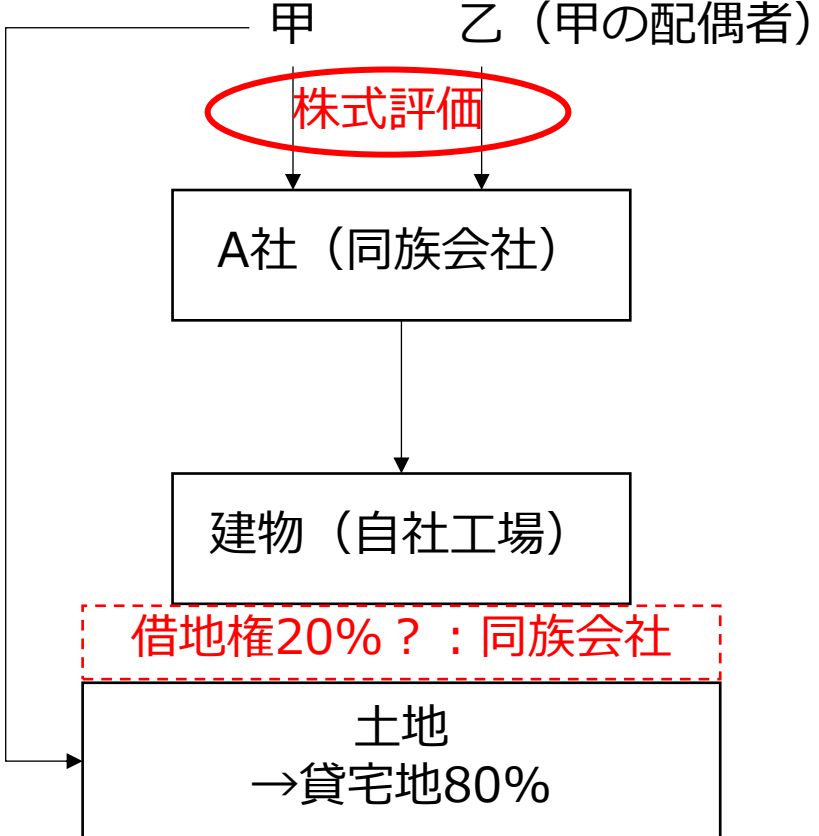 甲 乙（甲の配偶者）
株式評価
A社（同族会社）
建物（自社工場）
借地権20%？：同族会社
土地
→貸宅地80%